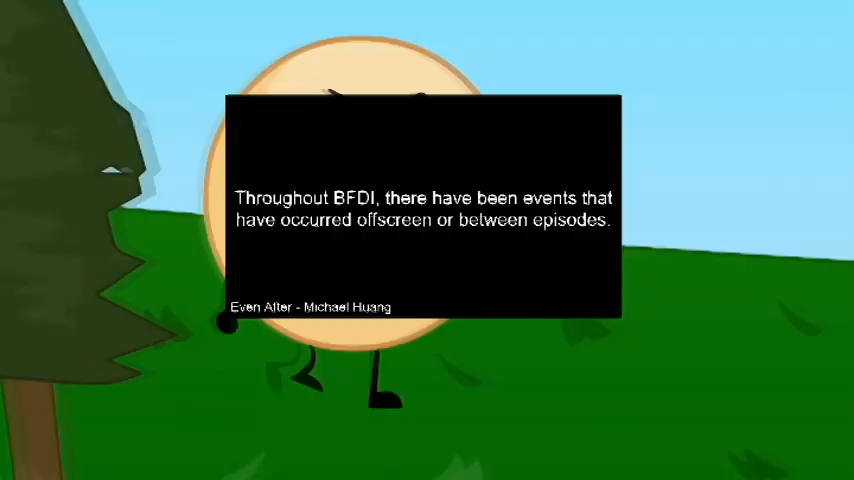 Throughout BFDI, there have been events that
have occurred offscreen or between episodes.
Even After - Michael Huang